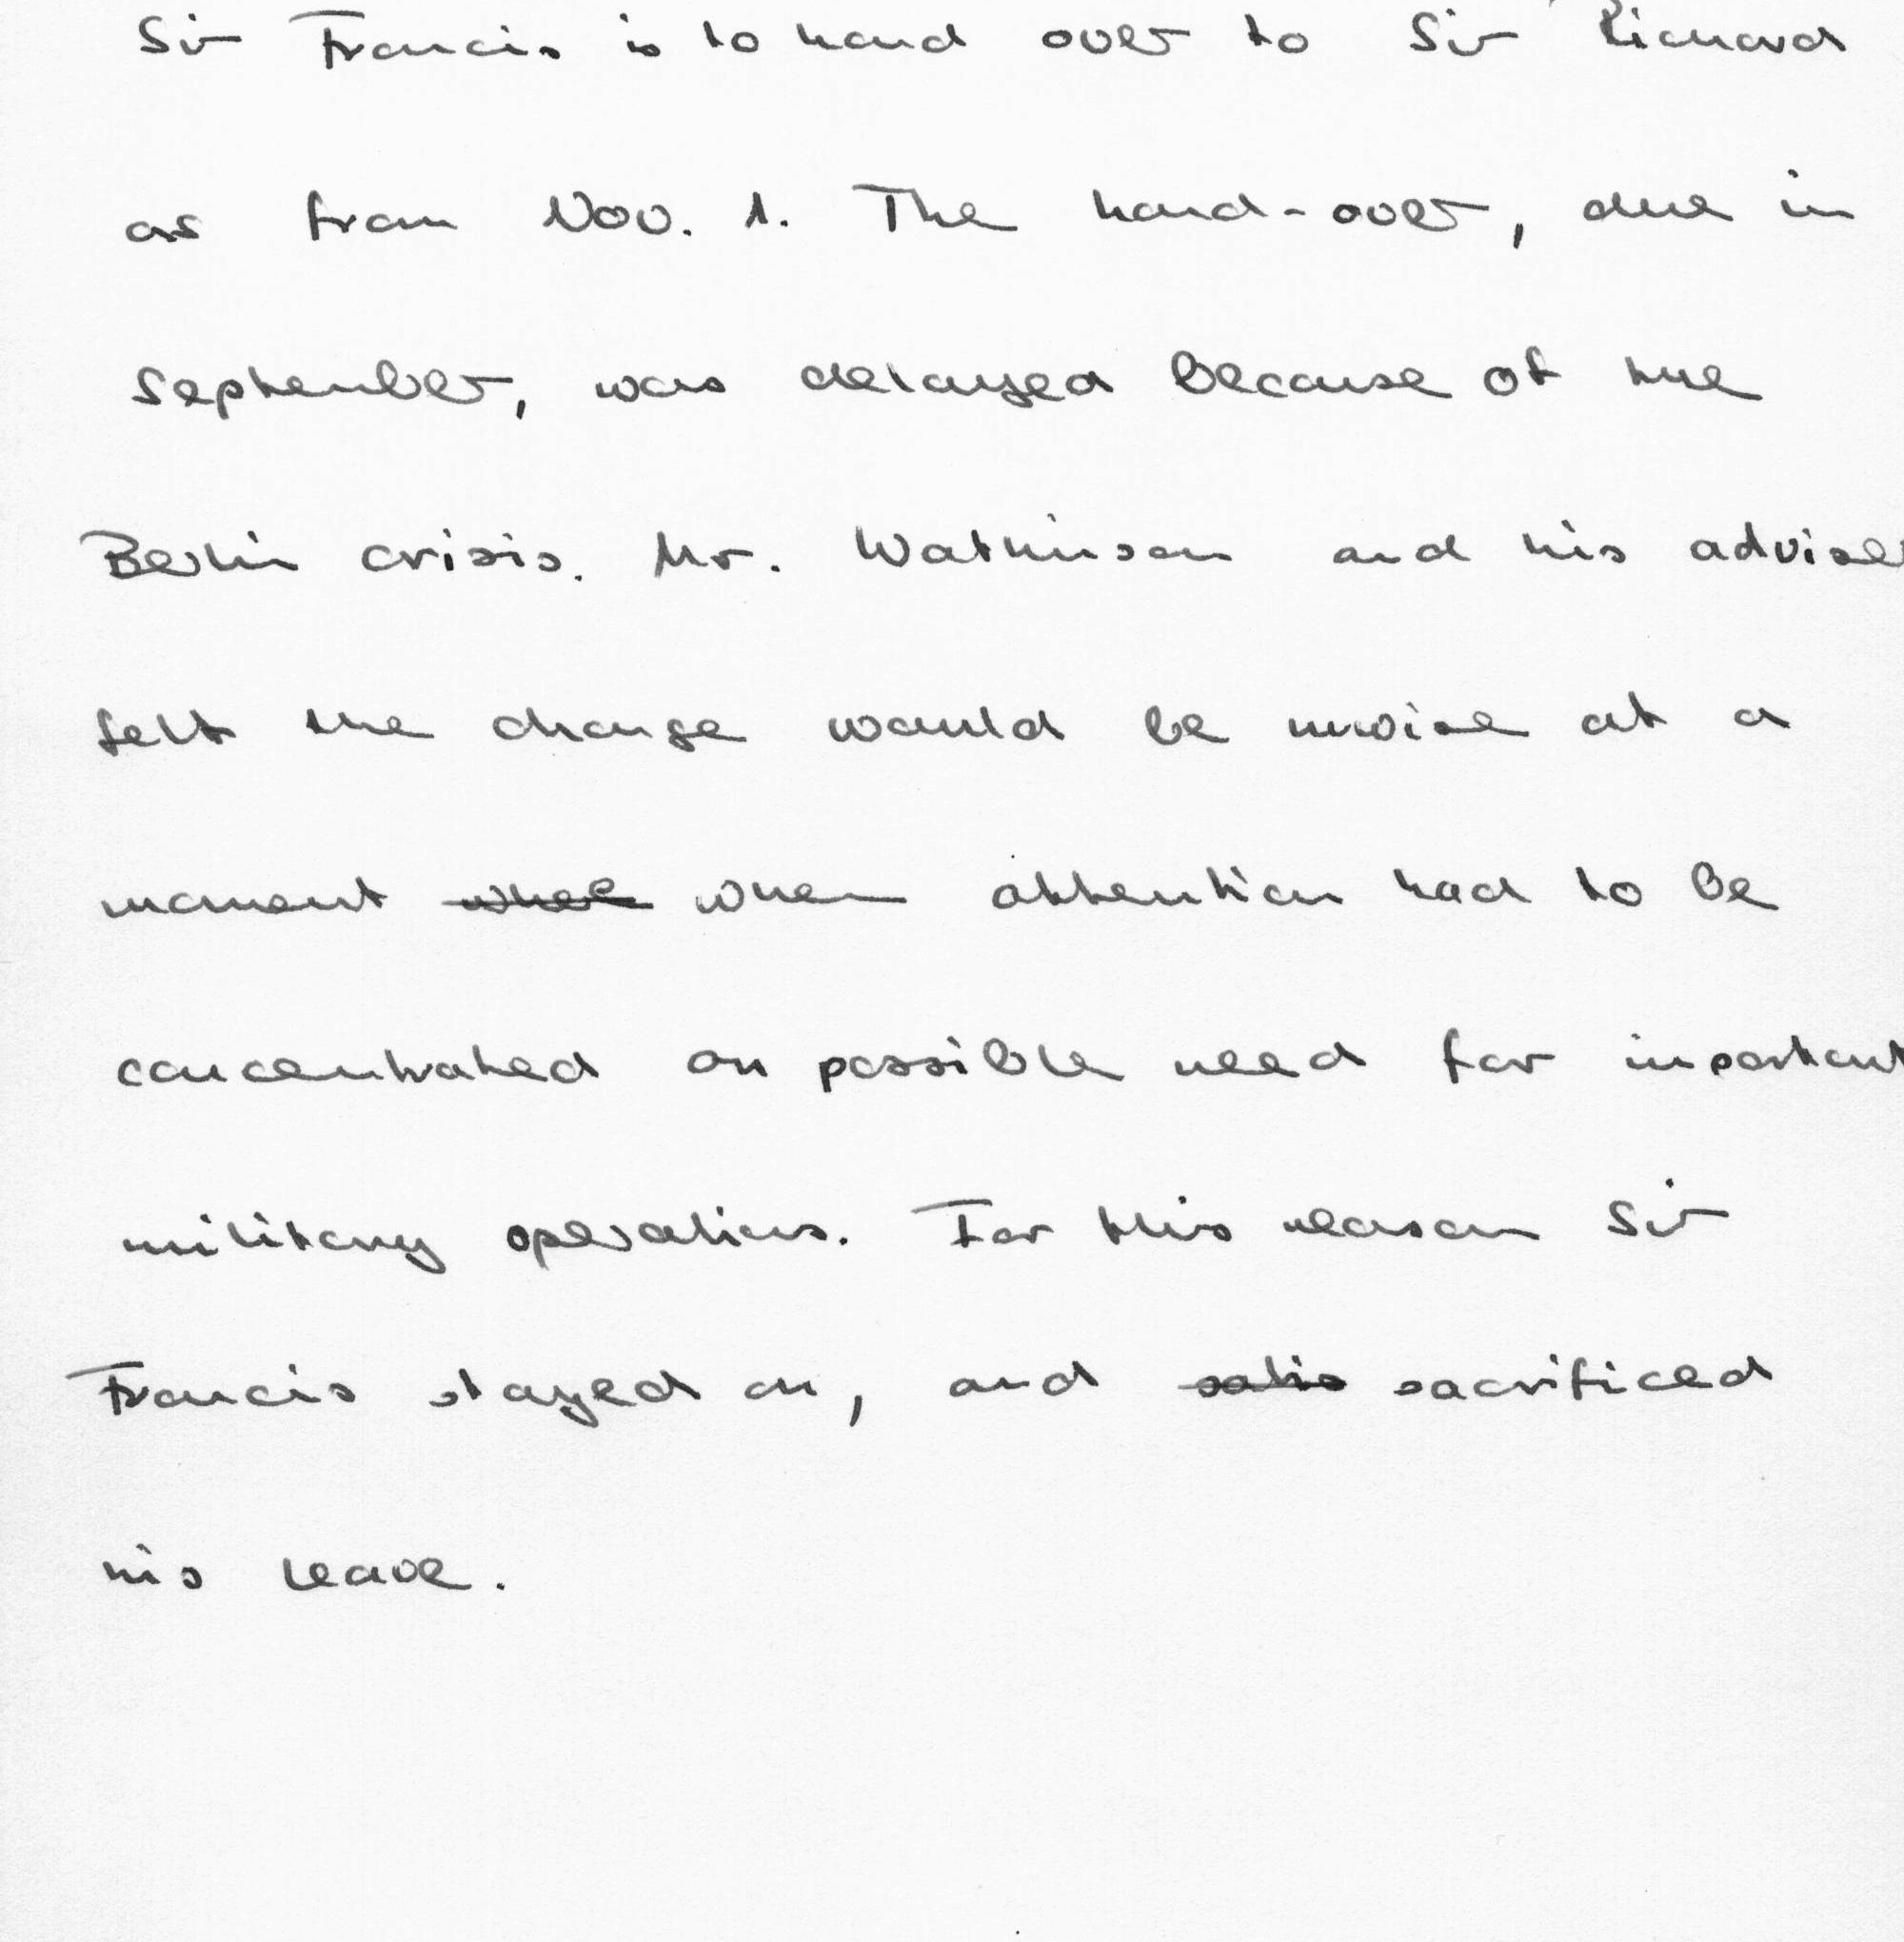 Sir Francis is to hand over to Sir Richard
as from Nov. 1. The hand-over, due in
September, was delayed because of the
Berlin crisis. Mr. Watkinson and his adviser
felt the change would be unwise at a
moment when attention had to be
concentrated on possible need for important
military operations. For this reason Sir
Francis stayed on, and sacrificed
his leave.